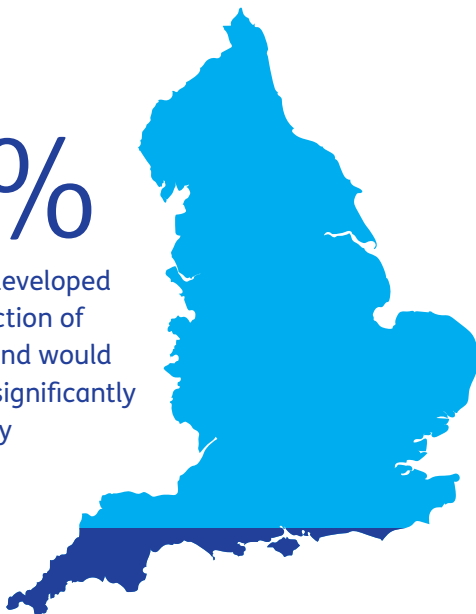 %
eveloped
ction of
nd would
significantly
y